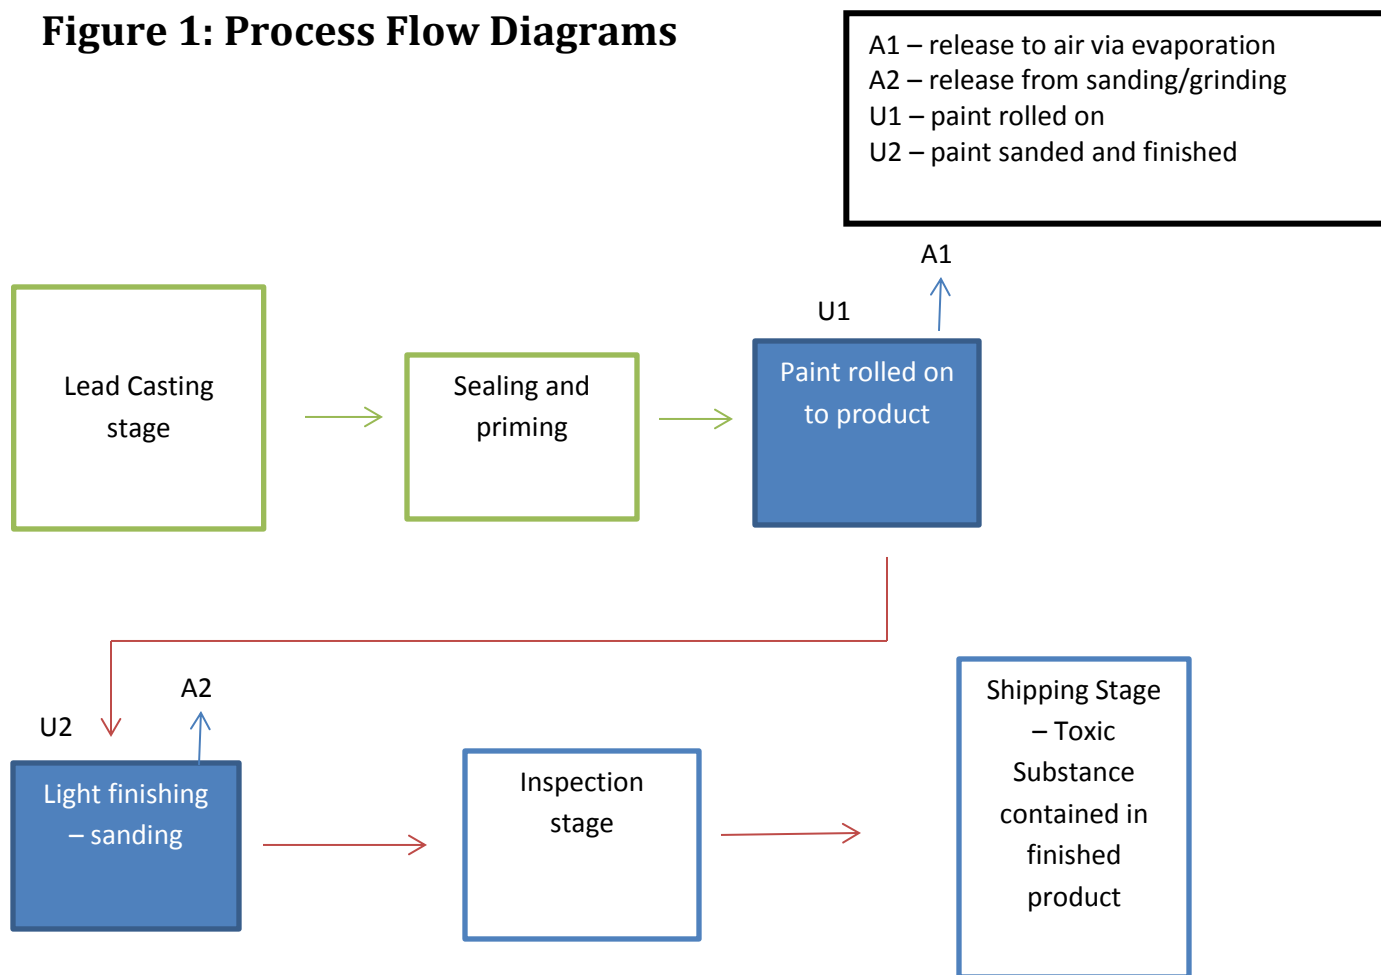 Figure 1: Process Flow Diagrams
A1 – release to air via evaporation
A2 – release from sanding/grinding
U1 – paint rolled on
U2 – paint sanded and finished
A1
U1
Lead Casting
stage
Sealing and
priming
Paint rolled on
to product
A2
U2
Light finishing
– sanding
Inspection
stage
Shipping Stage
– Toxic
Substance
contained in
finished
product